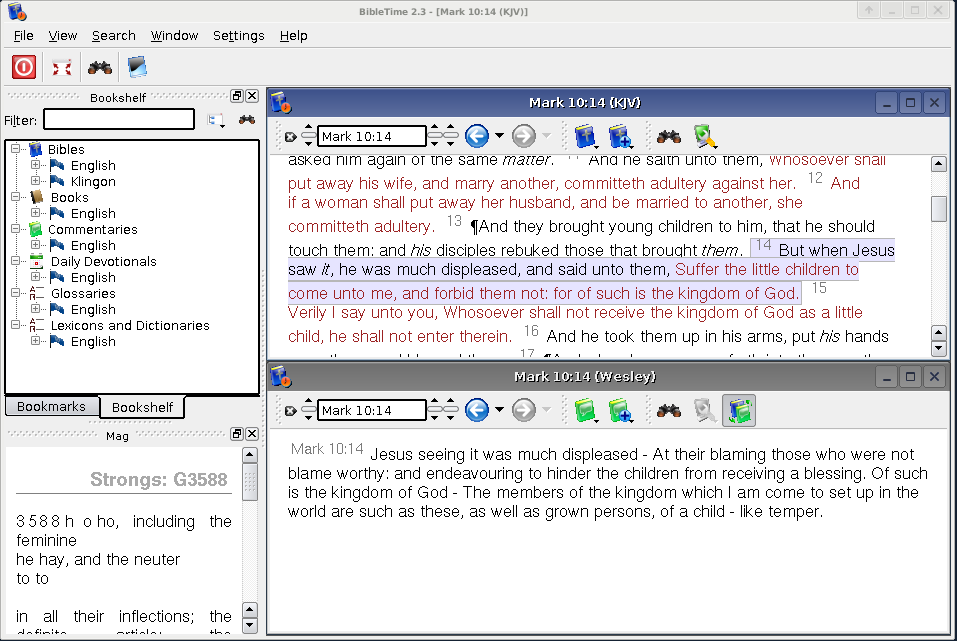 BibleTime 2.3 - [Mark 10:14 (KJV)]
File View Search Window Settings Help
Bookshelf
Filter:
Bibles
English
Klingon
Books
English
Commentaries
English
Daily Devotionals
English
Glossaries
English
Lexicons and Dictionaries
English
Bookmarks Bookshelf
Mag
Strongs: G3588
3588 h o ho, including the
feminine
he hay, and the neuter
to to
in all their inflections; the
definite article; the
Mark 10:14 (KJV)
Mark 10:14
asked him again of the same matter. 11 And he saith unto them, Whosoever shall
put away his wife, and marry another, committeth adultery against her. 12 And
if a woman shall put away her husband, and be married to another, she
committeth adultery. 13 ¶And they brought young children to him, that he should
touch them: and his disciples rebuked those that brought them. 14 But when Jesus
saw it, he was much displeased, and said unto them, Suffer the little children to
come unto me, and forbid them not: for of such is the kingdom of God. 15
Verily I say unto you, Whosoever shall not receive the kingdom of God as a little
child, he shall not enter therein. 16 And he took them up in his arms, put his hands
17
Mark 10:14 (Wesley)
Mark 10:14
Mark 10:14 Jesus seeing it was much displeased - At their blaming those who were not
blame worthy: and endeavouring to hinder the children from receiving a blessing. Of such
is the kingdom of God - The members of the kingdom which I am come to set up in the
world are such as these, as well as grown persons, of a child - like temper.